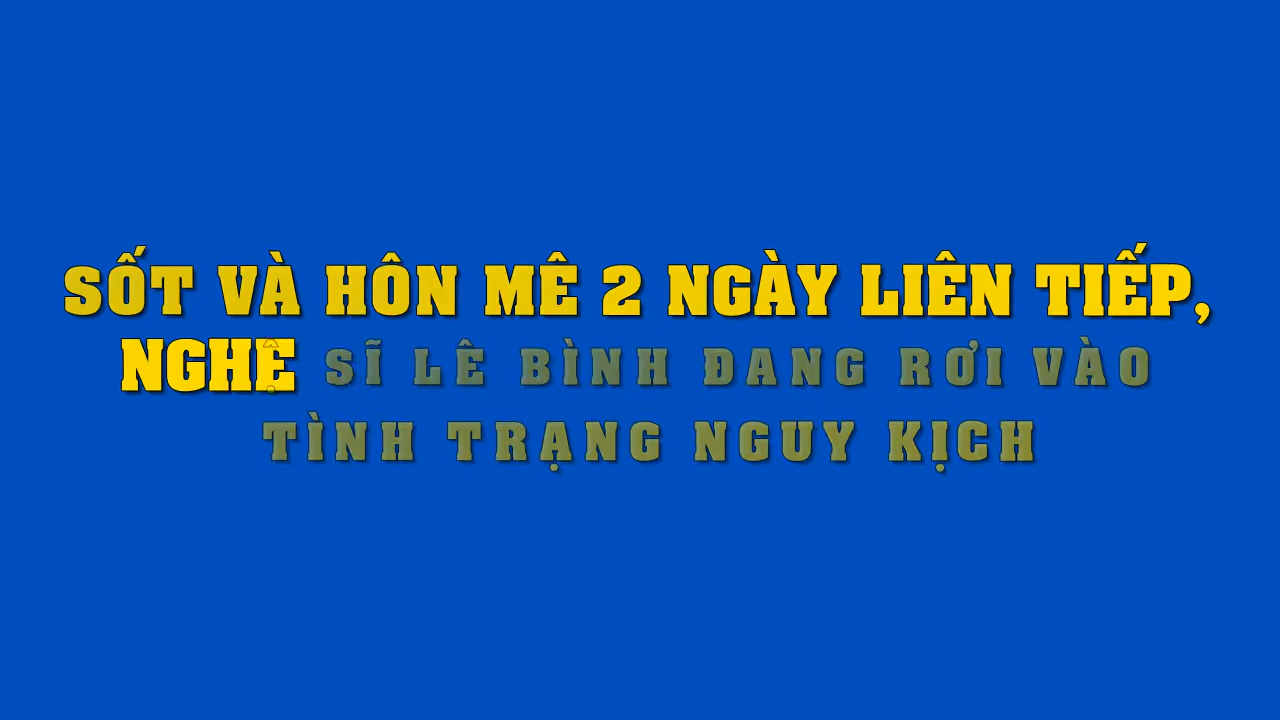 SỐT VÀ HÔN MÊ 2 NGÀY LIÊN TIẾP,
NGHỆ SĨ LÊ BÌNH ĐANG RƠI VÀO
TÌNH TRẠNG NGUY KỊCH